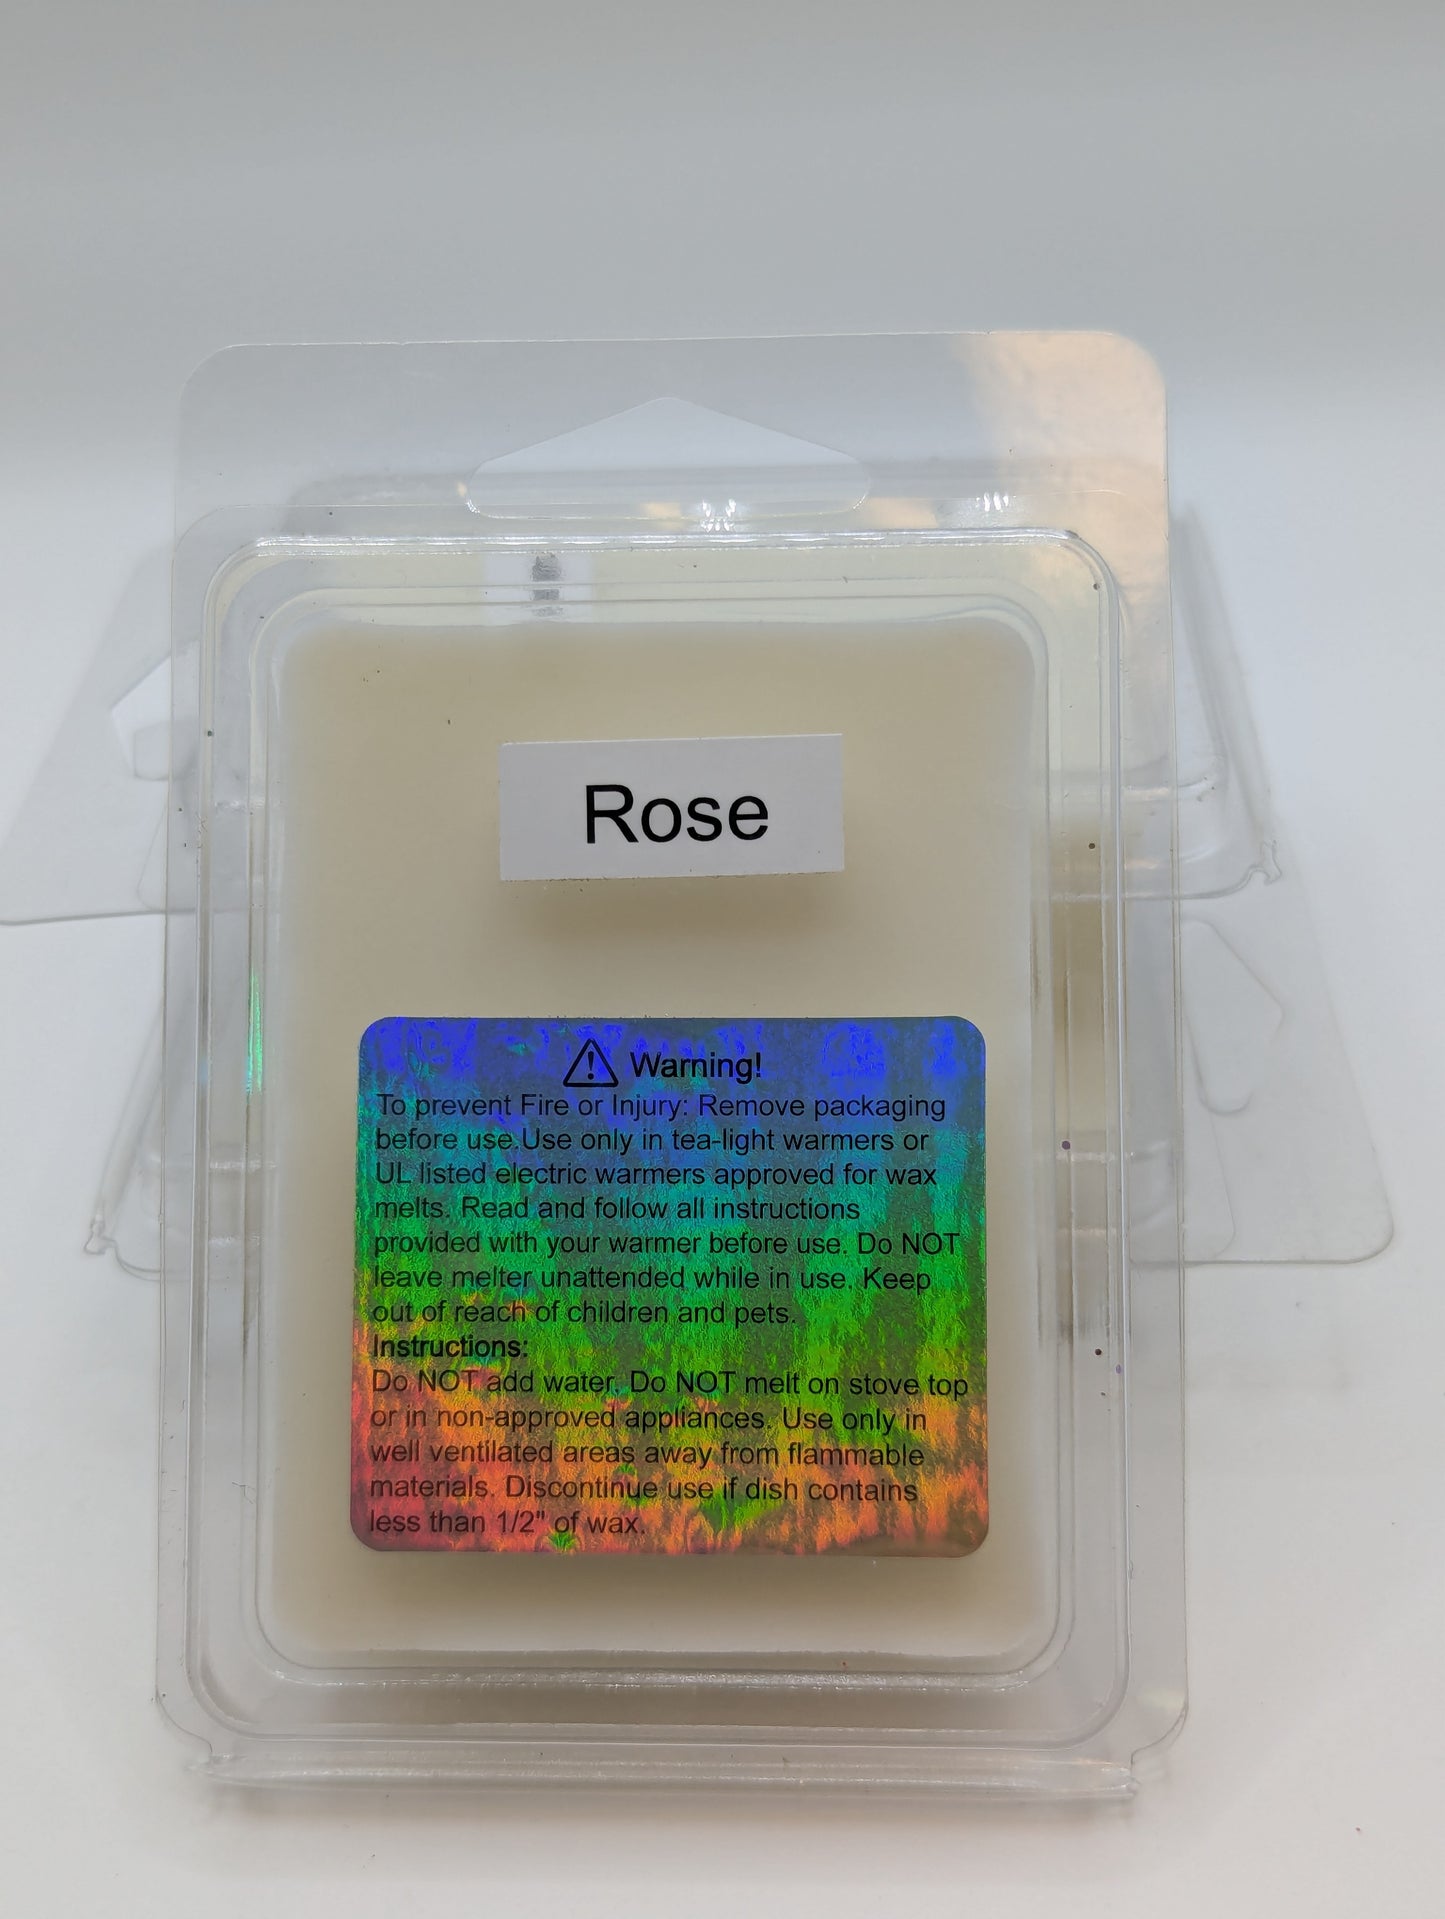 Rose
Warning!
To prevent Fire or Injury: Remove packaging
before use.Use only in tea-light warmers or
UL listed electric warmers approved for wax
melts. Read and follow all instructions
provided with your warmer before use. Do NOT
leave melter unattended while in use. Keep
out of reach of children and pets.
Instructions:
Do NOT add water. Do NOT melt on stove top
or in non-approved appliances. Use only in
well ventilated areas away from flammable
materials. Discontinue use if dish contains
less than 1/2" of wax.